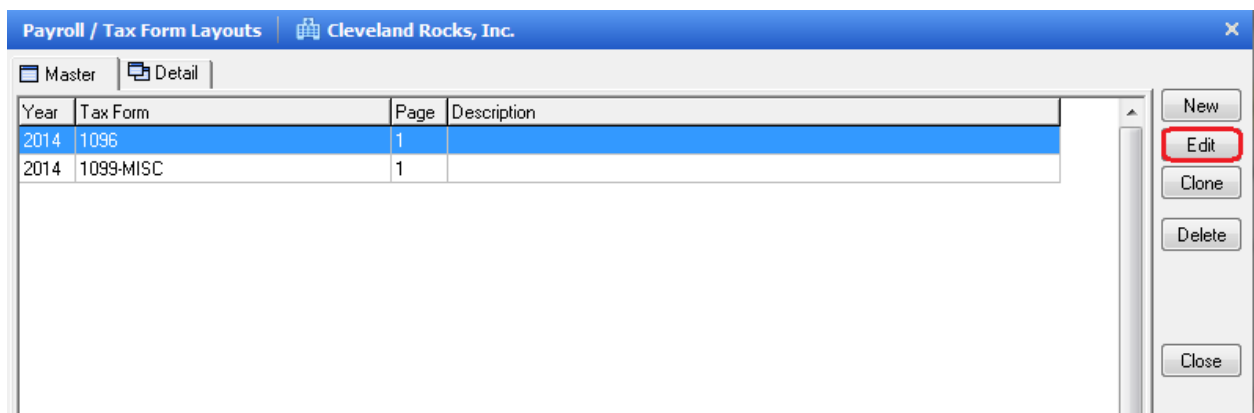 Payroll / Tax Form Layouts Cleveland Rocks, Inc.
Master Detail
Year Tax Form Page Description
2014 1096 1
2014 1099-MISC 1
New
Edit
Clone
Delete
Close